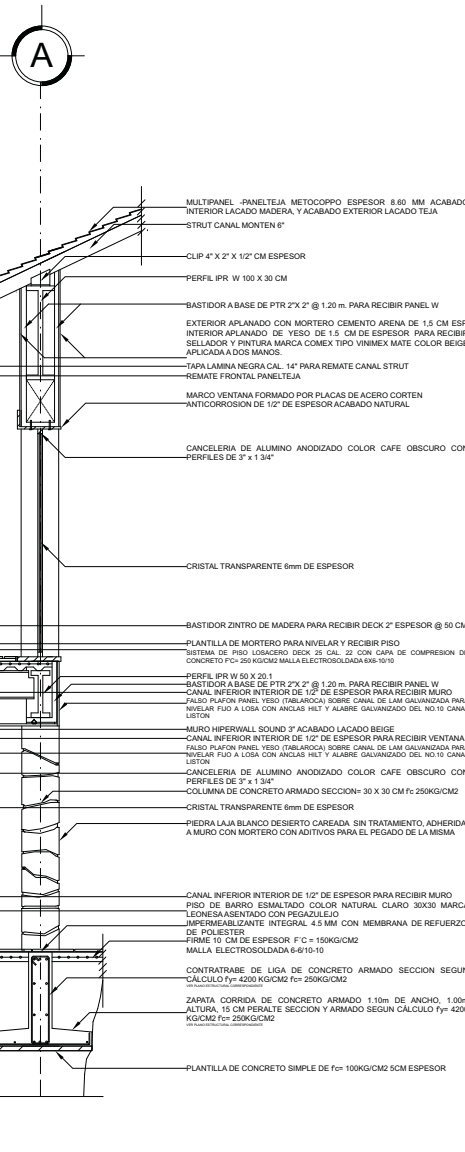 A
MULTIPANEL -PANELTEJA METOCOPPO ESPESOR 8.60 MM ACABADO
INTERIOR LACADO MADERA, Y ACABADO EXTERIOR LACADO TEJA
STRUT CANAL MONTEN 6"
CLIP 4" X 2" X 1/2" CM ESPESOR
PERFIL IPR W 100 X 30 CM
BASTIDOR A BASE DE PTR 2"X 2" @ 1.20 m. PARA RECIBIR PANEL W
EXTERIOR APLANADO CON MORTERO CEMENTO ARENA DE 1,5 CM ESP.
INTERIOR APLANADO DE YESO DE 1.5 CM DE ESPESOR PARA RECIBIR
SELLADOR Y PINTURA MARCA COMEX TIPO VINIMEX MATE COLOR BEIGE
APLICADA A DOS MANOS.
TAPA LAMINA NEGRA CAL. 14" PARA REMATE CANAL STRUT
REMATE FRONTAL PANELTEJA
MARCO VENTANA FORMADO POR PLACAS DE ACERO CORTEN
ANTICORROSION DE 1/2" DE ESPESOR ACABADO NATURAL
CANCELERIA DE ALUMINO ANODIZADO COLOR CAFE OBSCURO CON
PERFILES DE 3" x 1 3/4"
CRISTAL TRANSPARENTE 6mm DE ESPESOR
BASTIDOR ZINTRO DE MADERA PARA RECIBIR DECK 2" ESPESOR @ 50 CM
PLANTILLA DE MORTERO PARA NIVELAR Y RECIBIR PISO
SISTEMA DE PISO LOSACERO DECK 25 CAL. 22 CON CAPA DE COMPRESION DE
CONCRETO F'C= 250 KG/CM2 MALLA ELECTROSOLDADA 6X6-10/10
PERFIL IPR W 50 X 20.1
BASTIDOR A BASE DE PTR 2"X 2" @ 1.20 m. PARA RECIBIR PANEL W
CANAL INFERIOR INTERIOR DE 1/2" DE ESPESOR PARA RECIBIR MURO
FALSO PLAFON PANEL YESO (TABLAROCA) SOBRE CANAL DE LAM GALVANIZADA PARA
NIVELAR FIJO A LOSA CON ANCLAS HILT Y ALABRE GALVANIZADO DEL NO.10 CANAL
LISTON
MURO HIPERWALL SOUND 3" ACABADO LACADO BEIGE
CANAL INFERIOR INTERIOR DE 1/2" DE ESPESOR PARA RECIBIR VENTANA
FALSO PLAFON PANEL YESO (TABLAROCA) SOBRE CANAL DE LAM GALVANIZADA PARA
NIVELAR FIJO A LOSA CON ANCLAS HILT Y ALABRE GALVANIZADO DEL NO.10 CANAL
LISTON
CANCELERIA DE ALUMINO ANODIZADO COLOR CAFE OBSCURO CON
PERFILES DE 3" x 1 3/4"
COLUMNA DE CONCRETO ARMADO SECCION= 30 X 30 CM f'c 250KG/CM2
CRISTAL TRANSPARENTE 6mm DE ESPESOR
PIEDRA LAJA BLANCO DESIERTO CAREADA SIN TRATAMIENTO, ADHERIDA
A MURO CON MORTERO CON ADITIVOS PARA EL PEGADO DE LA MISMA
CANAL INFERIOR INTERIOR DE 1/2" DE ESPESOR PARA RECIBIR MURO
PISO DE BARRO ESMALTADO COLOR NATURAL CLARO 30X30 MARCA
LEONESA ASENTADO CON PEGAZULEJO
IMPERMEABILIZANTE INTEGRAL 4.5 MM CON MEMBRANA DE REFUERZO
DE POLIESTER
FIRME 10 CM DE ESPESOR F´C = 150KG/CM2
MALLA ELECTROSOLDADA 6-6/10-10
CONTRATRABE DE LIGA DE CONCRETO ARMADO SECCION SEGUN
CÁLCULO f'y= 4200 KG/CM2 f'c= 250KG/CM2
VER PLANO ESTRUCTURAL CORRESPONDIENTE
ZAPATA CORRIDA DE CONCRETO ARMADO 1.10m DE ANCHO, 1.00m
ALTURA, 15 CM PERALTE SECCION Y ARMADO SEGUN CÁLCULO f'y= 4200
KG/CM2 f'c= 250KG/CM2
VER PLANO ESTRUCTURAL CORRESPONDIENTE
PLANTILLA DE CONCRETO SIMPLE DE f'c= 100KG/CM2 5CM ESPESOR